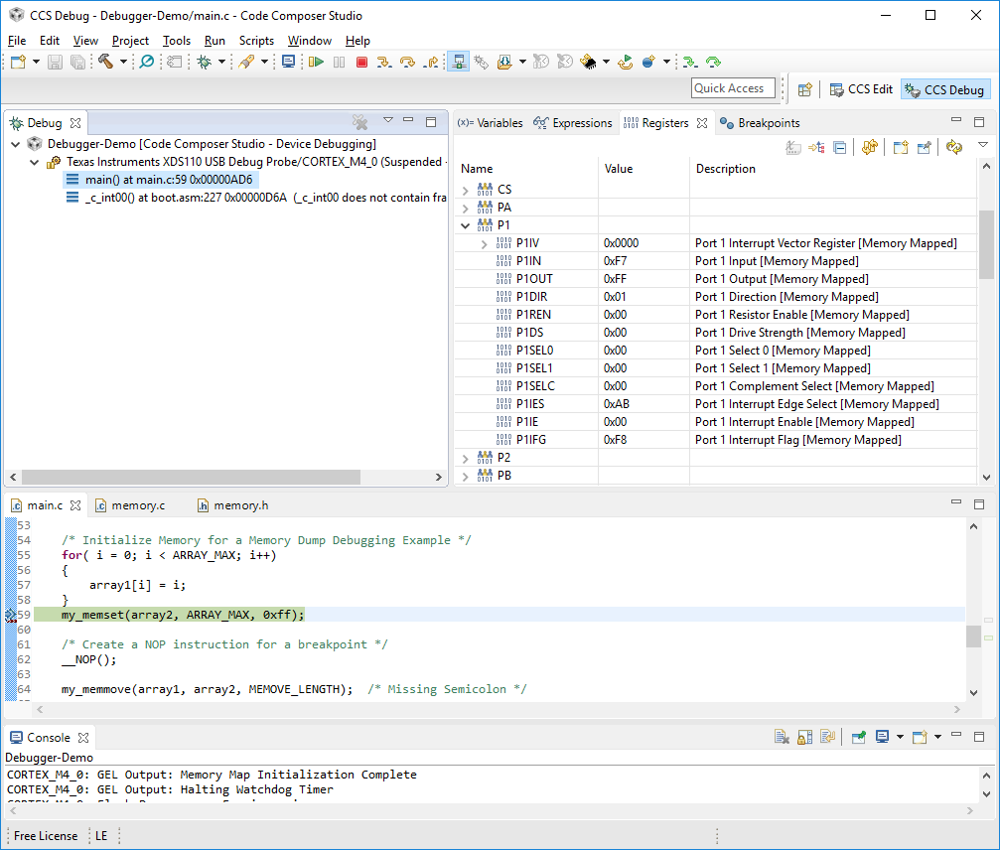 CCS Debug - Debugger-Demo/main.c - Code Composer Studio
File Edit View Project Tools Run Scripts Window Help
Quick Access CCS Edit CCS Debug
Debug
Debugger-Demo [Code Composer Studio - Device Debugging]
Texas Instruments XDS110 USB Debug Probe/CORTEX_M4_0 (Suspended -
main() at main.c:59 0x00000AD6
_c_int00() at boot.asm:227 0x00000D6A (_c_int00 does not contain fra
(x)= Variables Expressions Registers Breakpoints
Name Value Description
CS
PA
P1
P1IV 0x0000 Port 1 Interrupt Vector Register [Memory Mapped]
P1IN 0xF7 Port 1 Input [Memory Mapped]
P1OUT 0xFF Port 1 Output [Memory Mapped]
P1DIR 0x01 Port 1 Direction [Memory Mapped]
P1REN 0x00 Port 1 Resistor Enable [Memory Mapped]
P1DS 0x00 Port 1 Drive Strength [Memory Mapped]
P1SEL0 0x00 Port 1 Select 0 [Memory Mapped]
P1SEL1 0x00 Port 1 Select 1 [Memory Mapped]
P1SELC 0x00 Port 1 Complement Select [Memory Mapped]
P1IES 0xAB Port 1 Interrupt Edge Select [Memory Mapped]
P1IE 0x00 Port 1 Interrupt Enable [Memory Mapped]
P1IFG 0xF8 Port 1 Interrupt Flag [Memory Mapped]
P2
PB
main.c memory.c memory.h
53
54 /* Initialize Memory for a Memory Dump Debugging Example */
55 for( i = 0; i < ARRAY_MAX; i++)
56 {
57 array1[i] = i;
58 }
59 my_memset(array2, ARRAY_MAX, 0xff);
60
61 /* Create a NOP instruction for a breakpoint */
62 __NOP();
63
64 my_memmove(array1, array2, MEMOVE_LENGTH); /* Missing Semicolon */
Console
Debugger-Demo
CORTEX_M4_0: GEL Output: Memory Map Initialization Complete
CORTEX_M4_0: GEL Output: Halting Watchdog Timer
Free License LE